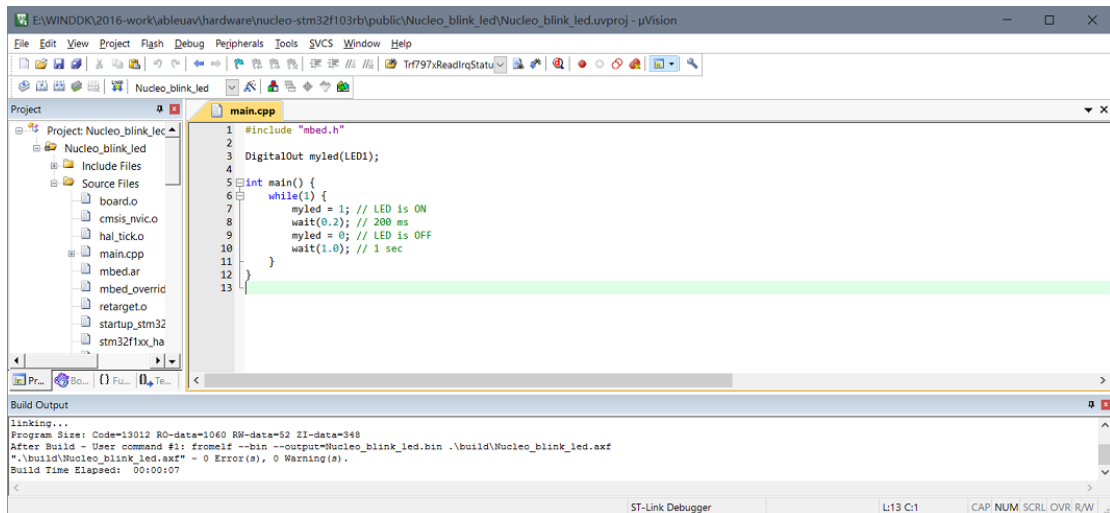 E:\WINDDK\2016-work\ableuav\hardware\nucleo-stm32f103rb\public\Nucleo_blink_led\Nucleo_blink_led.uvproj - µVision
File Edit View Project Flash Debug Peripherals Tools SVCS Window Help
Trf797xReadIrqStatu
Nucleo_blink_led
Project
main.cpp
Project: Nucleo_blink_lec
Nucleo_blink_led
Include Files
Source Files
board.o
cmsis_nvic.o
hal_tick.o
main.cpp
mbed.ar
mbed_overrid
retarget.o
startup_stm32
stm32f1xx_ha
1 #include "mbed.h"
2
3 DigitalOut myled(LED1);
4
5 int main() {
6 while(1) {
7 myled = 1; // LED is ON
8 wait(0.2); // 200 ms
9 myled = 0; // LED is OFF
10 wait(1.0); // 1 sec
11 }
12 }
13
Pr... Bo... {} Fu... Te...
Build Output
linking...
Program Size: Code=13012 RO-data=1060 RW-data=52 ZI-data=348
After Build - User command #1: fromelf --bin --output=Nucleo_blink_led.bin .\build\Nucleo_blink_led.axf
".\build\Nucleo_blink_led.axf" - 0 Error(s), 0 Warning(s).
Build Time Elapsed:  00:00:07
ST-Link Debugger L:13 C:1 CAP NUM SCRL OVR R/W